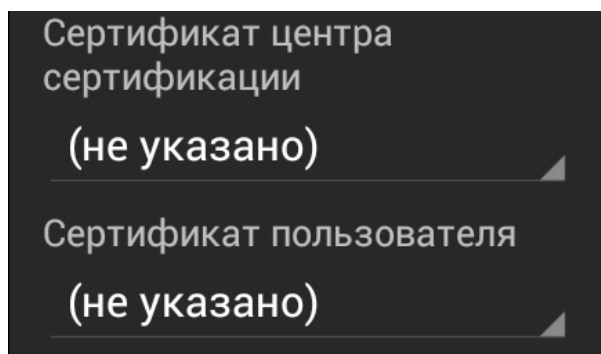 Сертификат центра
сертификации
(не указано)
Сертификат пользователя
(не указано)